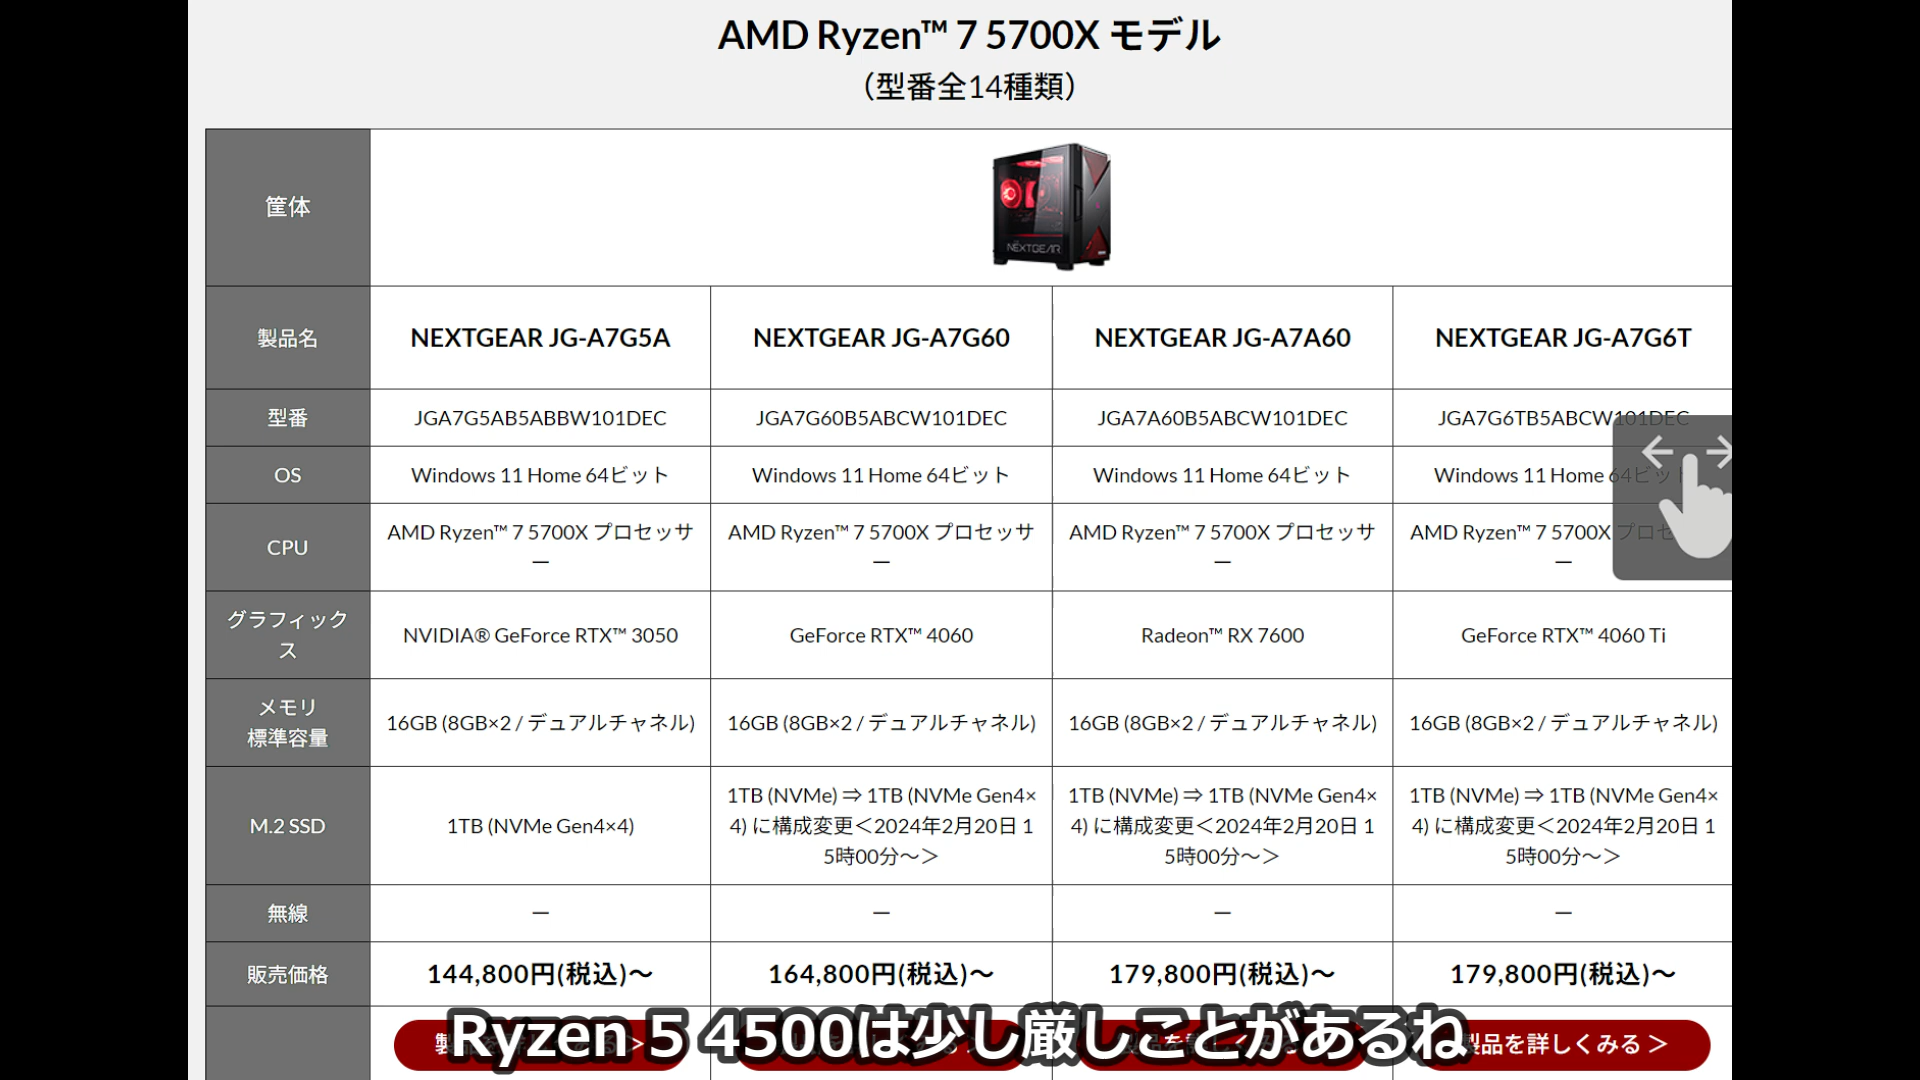 AMD Ryzen™ 7 5700X モデル
（型番全14種類）
筐体
NEXTGEAR
製品名
NEXTGEAR JG-A7G5A
NEXTGEAR JG-A7G60
NEXTGEAR JG-A7A60
NEXTGEAR JG-A7G6T
型番
JGA7G5AB5ABBW101DEC
JGA7G60B5ABCW101DEC
JGA7A60B5ABCW101DEC
JGA7G6TB5ABCW101DEC
OS
Windows 11 Home 64ビット
Windows 11 Home 64ビット
Windows 11 Home 64ビット
Windows 11 Home 64ビット
CPU
AMD Ryzen™ 7 5700X プロセッサ
ー
AMD Ryzen™ 7 5700X プロセッサ
ー
AMD Ryzen™ 7 5700X プロセッサ
ー
AMD Ryzen™ 7 5700X プロセ
ー
グラフィック
ス
NVIDIA® GeForce RTX™ 3050
GeForce RTX™ 4060
Radeon™ RX 7600
GeForce RTX™ 4060 Ti
メモリ
標準容量
16GB (8GB×2 / デュアルチャネル)
16GB (8GB×2 / デュアルチャネル)
16GB (8GB×2 / デュアルチャネル)
16GB (8GB×2 / デュアルチャネル)
M.2 SSD
1TB (NVMe Gen4×4)
1TB (NVMe) ⇒ 1TB (NVMe Gen4×
4) に構成変更＜2024年2月20日 1
5時00分～＞
1TB (NVMe) ⇒ 1TB (NVMe Gen4×
4) に構成変更＜2024年2月20日 1
5時00分～＞
1TB (NVMe) ⇒ 1TB (NVMe Gen4×
4) に構成変更＜2024年2月20日 1
5時00分～＞
無線
―
―
―
―
販売価格
144,800円(税込)～
164,800円(税込)～
179,800円(税込)～
179,800円(税込)～
製品を詳しくみる ＞
Ryzen 5 4500は少し厳しことがあるね